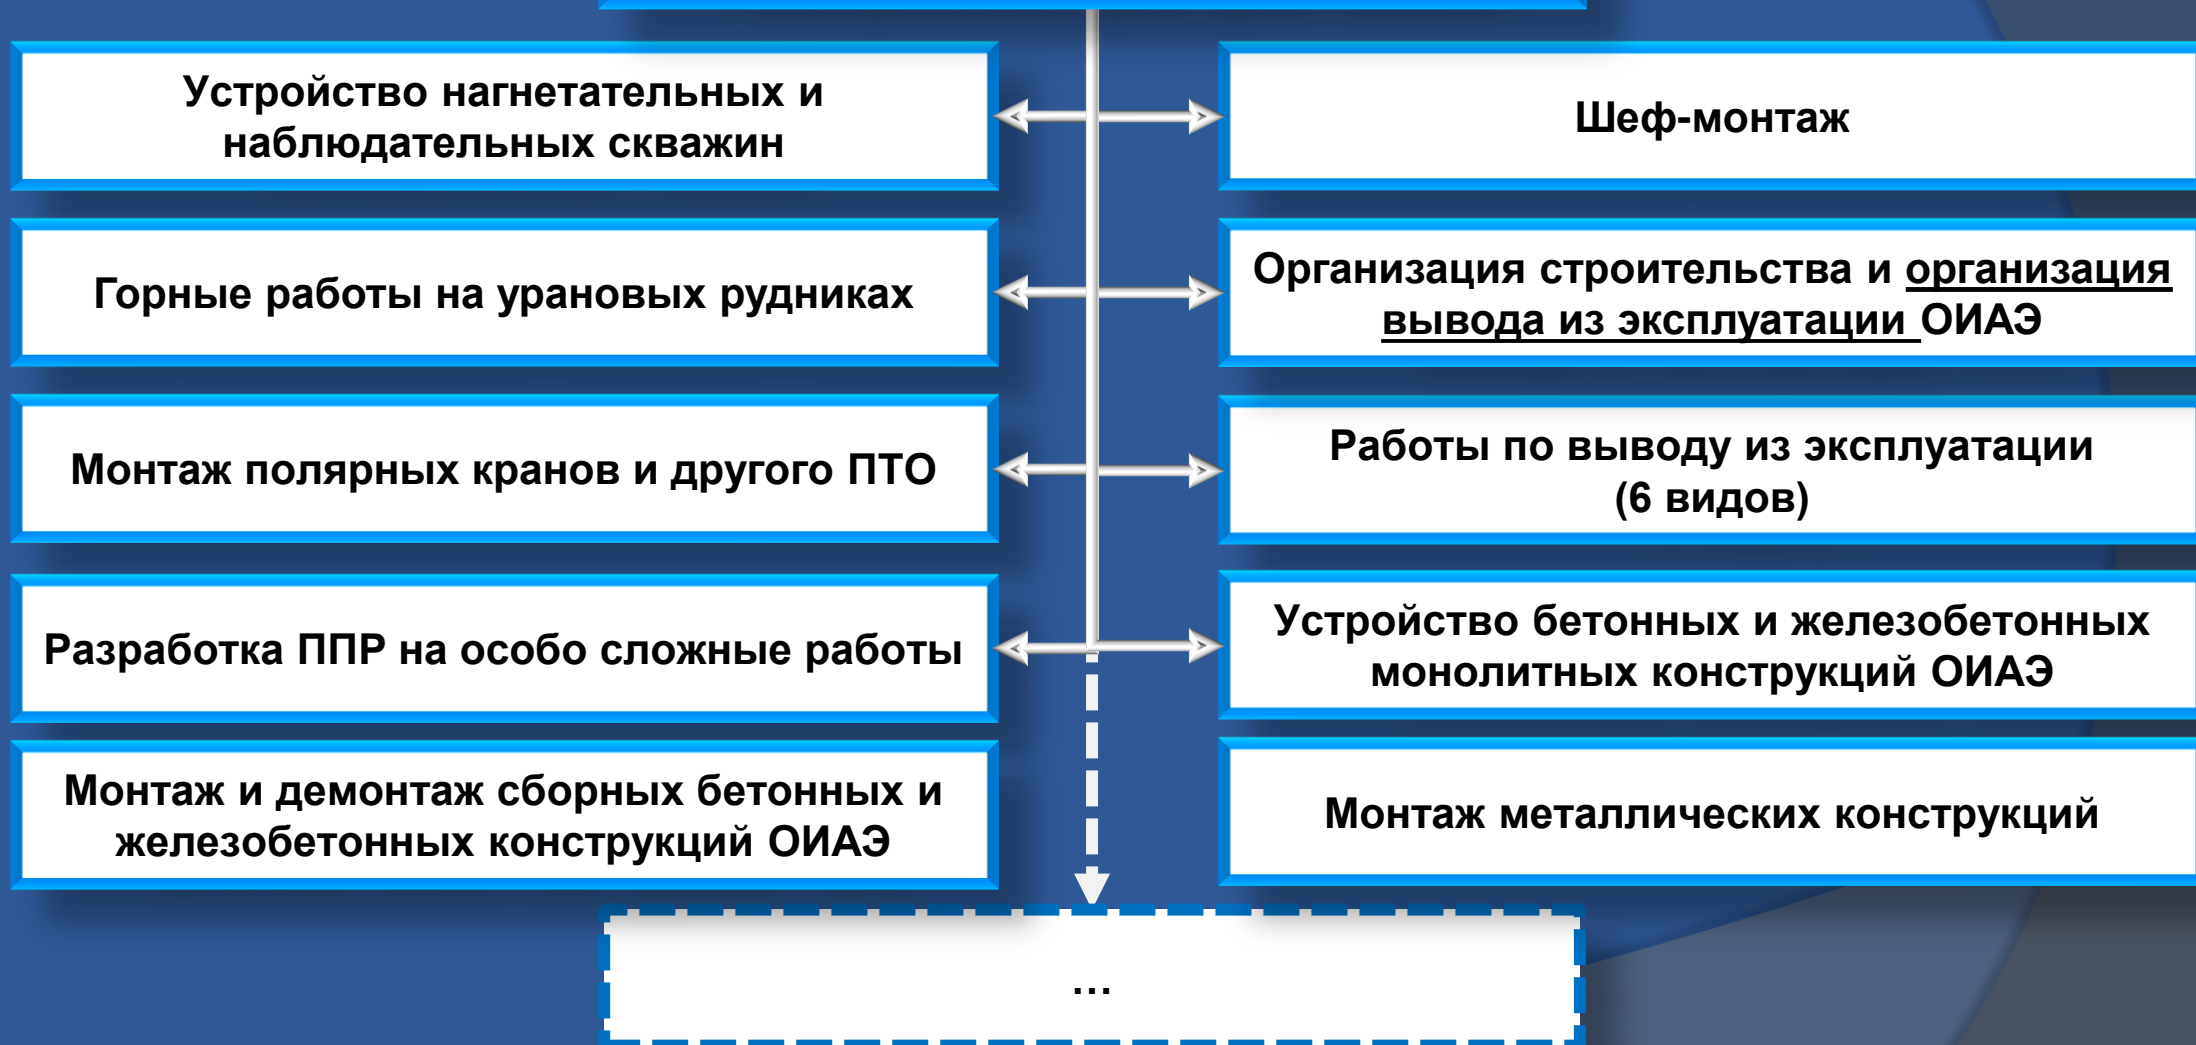 Устройство нагнетательных и
наблюдательных скважин
Шеф-монтаж
Горные работы на урановых рудниках
Организация строительства и организация
вывода из эксплуатации ОИАЭ
Монтаж полярных кранов и другого ПТО
Работы по выводу из эксплуатации
(6 видов)
Разработка ППР на особо сложные работы
Устройство бетонных и железобетонных
монолитных конструкций ОИАЭ
Монтаж и демонтаж сборных бетонных и
железобетонных конструкций ОИАЭ
Монтаж металлических конструкций
...